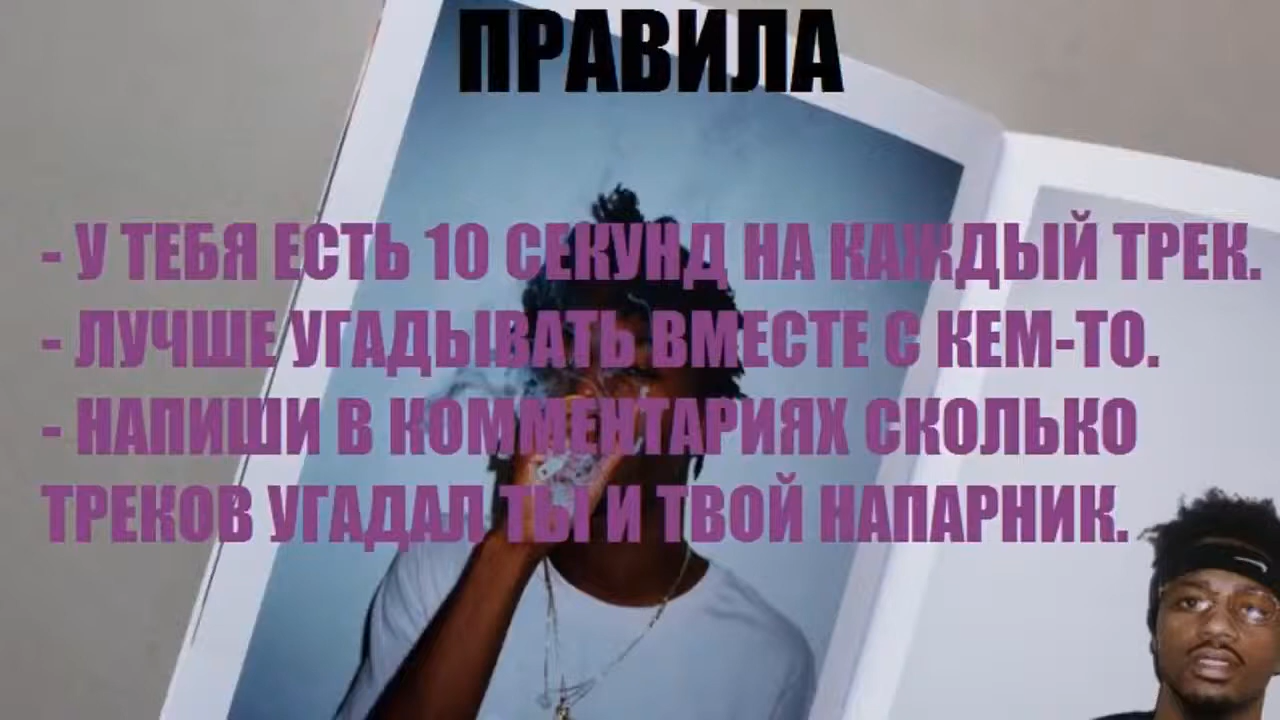 ПРАВИЛА
- У ТЕБЯ ЕСТЬ 10 СЕКУНД НА КАЖДЫЙ ТРЕК.
- ЛУЧШЕ УГАДЫВАТЬ ВМЕСТЕ С КЕМ-ТО.
- НАПИШИ В КОММЕНТАРИЯХ СКОЛЬКО
ТРЕКОВ УГАДАЛ ТЫ И ТВОЙ НАПАРНИК.